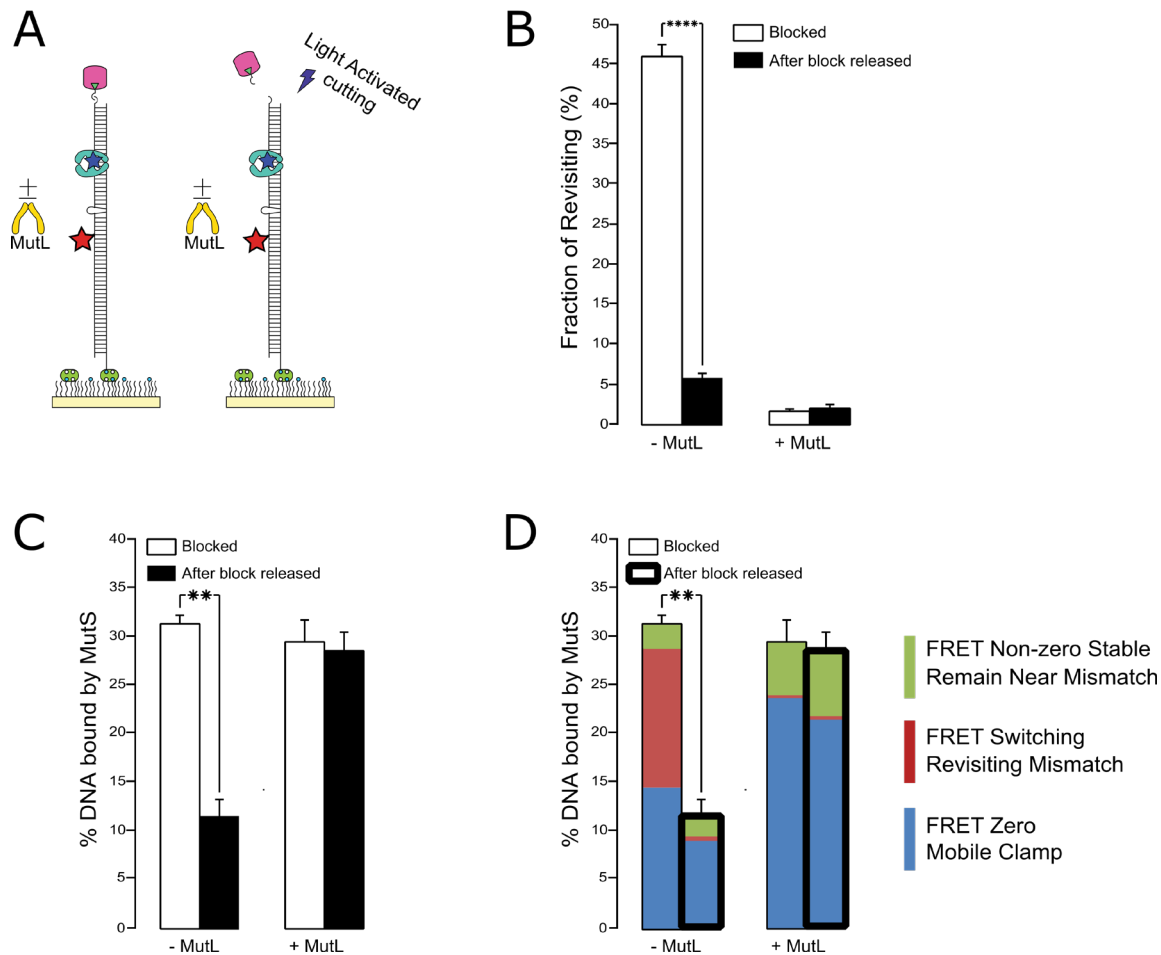 A
Light Activated
cutting
+
MutL
+
MutL
B
Fraction of Revisiting (%)
50
45
40
35
30
25
20
15
10
5
0
****
Blocked
After block released
- MutL
+ MutL
C
% DNA bound by MutS
40
35
30
25
20
15
10
5
0
Blocked
After block released
**
- MutL
+ MutL
D
% DNA bound by MutS
40
35
30
25
20
15
10
5
0
Blocked
After block released
**
- MutL
+ MutL
FRET Non-zero Stable
Remain Near Mismatch
FRET Switching
Revisiting Mismatch
FRET Zero
Mobile Clamp